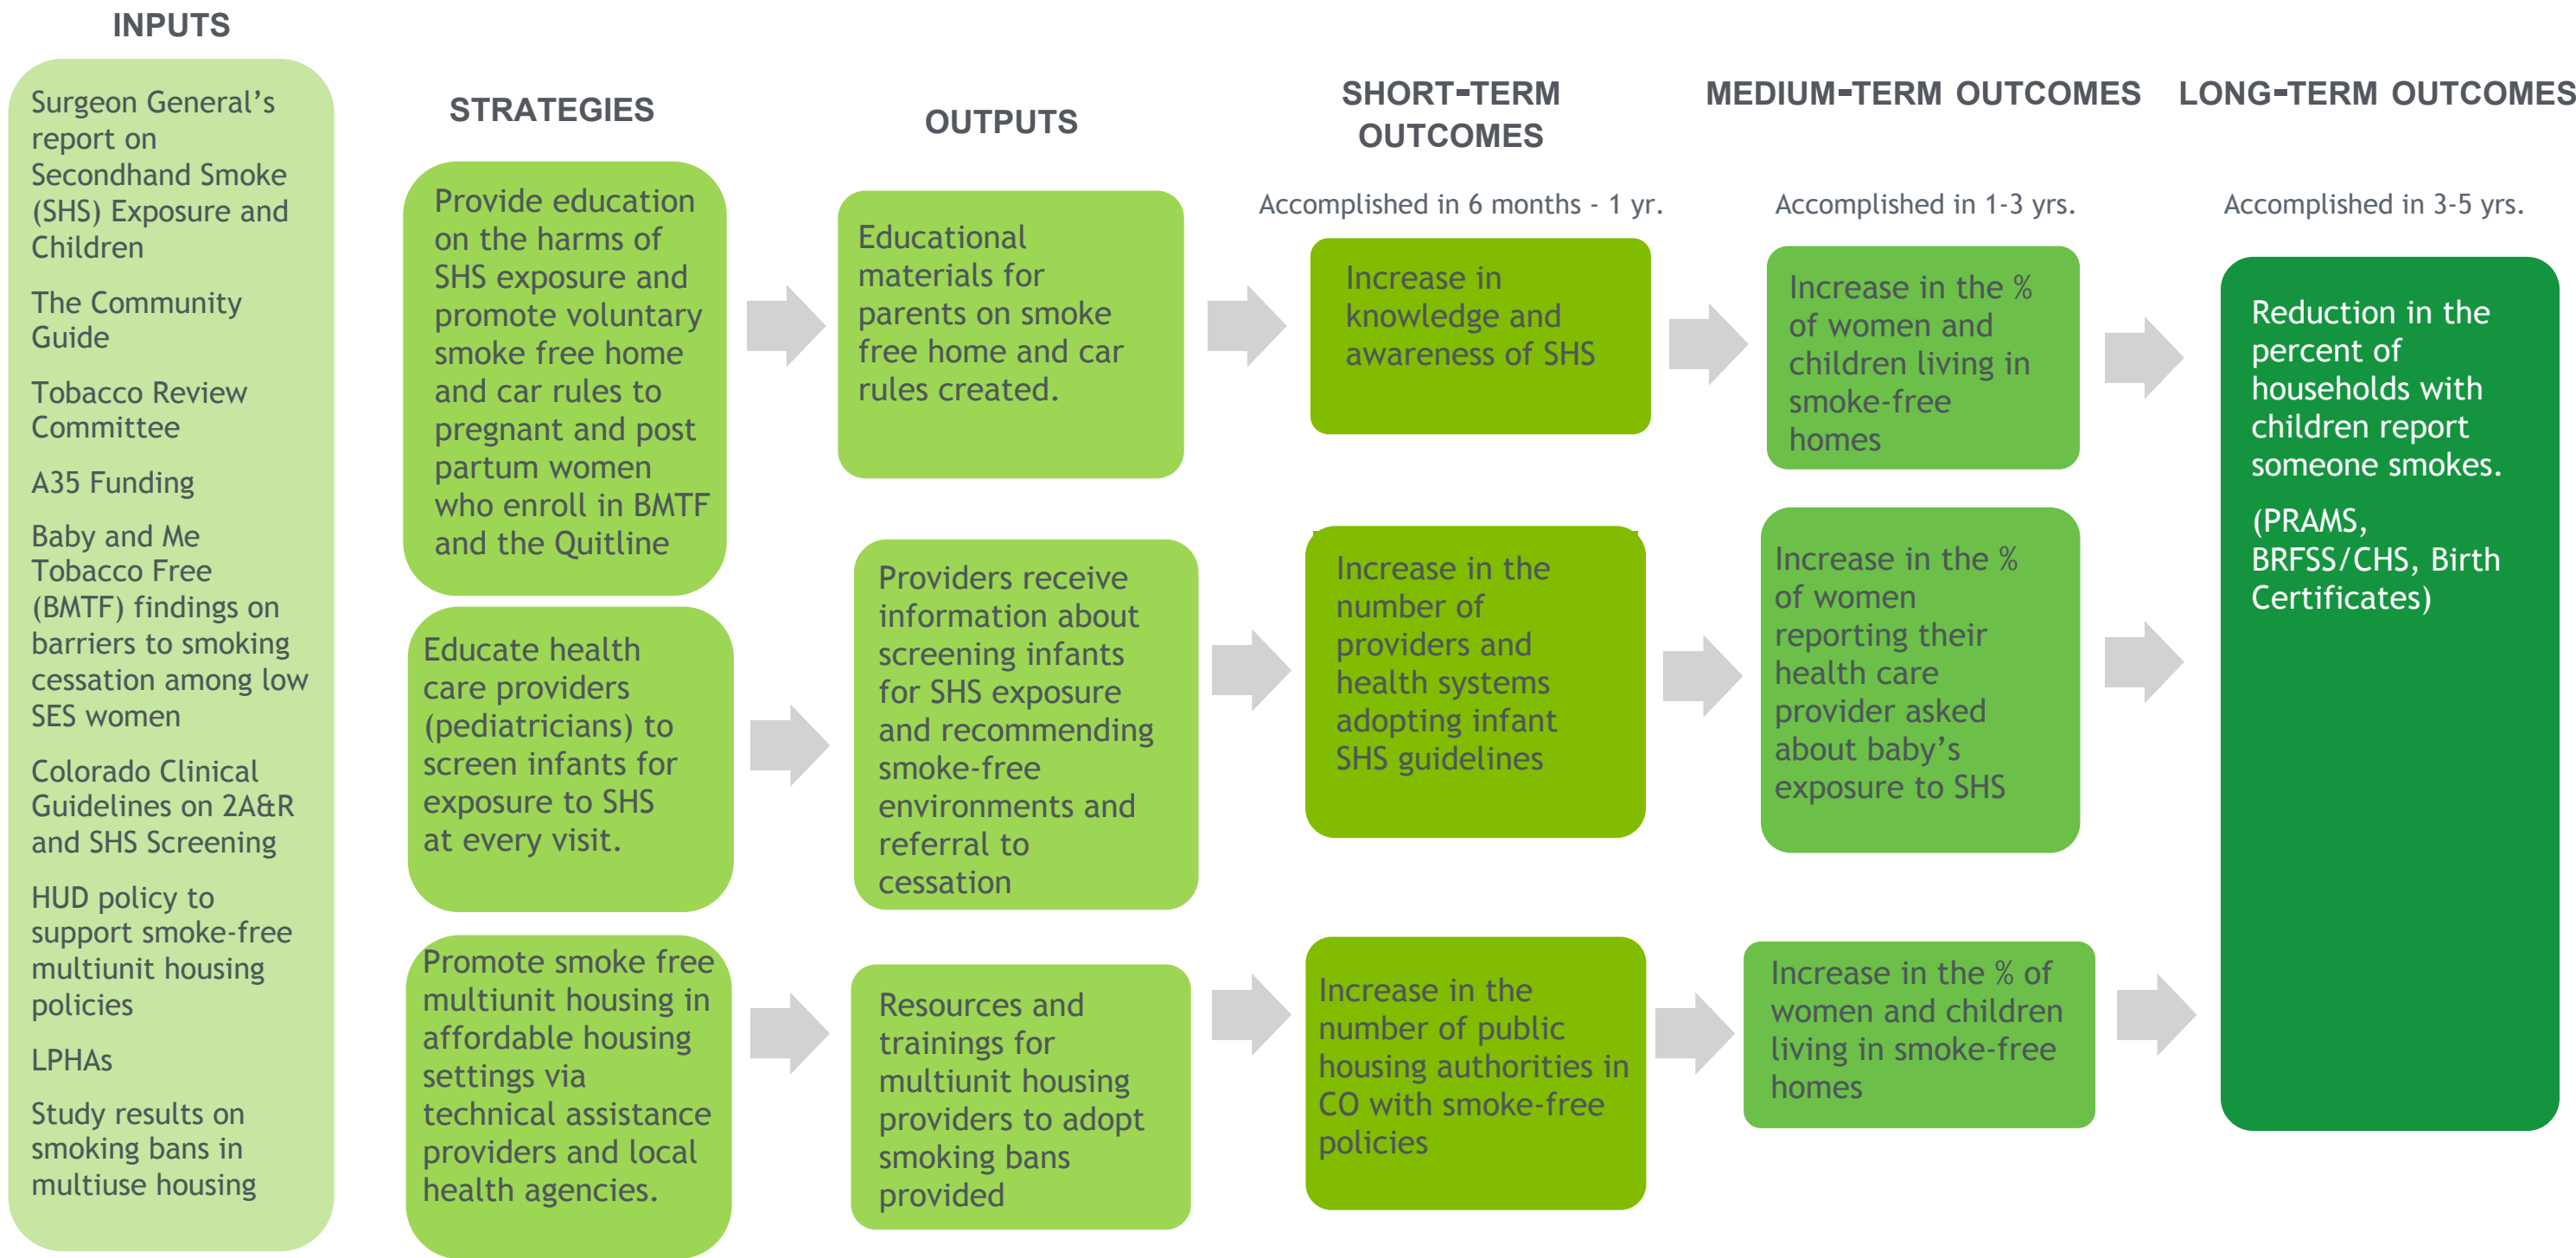 INPUTS
Surgeon General’s
report on
Secondhand Smoke
(SHS) Exposure and
Children
The Community
Guide
Tobacco Review
Committee
A35 Funding
Baby and Me
Tobacco Free
(BMTF) findings on
barriers to smoking
cessation among low
SES women
Colorado Clinical
Guidelines on 2A&R
and SHS Screening
HUD policy to
support smoke-free
multiunit housing
policies
LPHAs
Study results on
smoking bans in
multiuse housing
STRATEGIES
Provide education
on the harms of
SHS exposure and
promote voluntary
smoke free home
and car rules to
pregnant and post
partum women
who enroll in BMTF
and the Quitline
Educate health
care providers
(pediatricians) to
screen infants for
exposure to SHS
at every visit.
Promote smoke free
multiunit housing in
affordable housing
settings via
technical assistance
providers and local
health agencies.
OUTPUTS
Educational
materials for
parents on smoke
free home and car
rules created.
Providers receive
information about
screening infants
for SHS exposure
and recommending
smoke-free
environments and
referral to
cessation
Resources and
trainings for
multiunit housing
providers to adopt
smoking bans
provided
SHORT-TERM
OUTCOMES
Accomplished in 6 months - 1 yr.
Increase in
knowledge and
awareness of SHS
Increase in the
number of
providers and
health systems
adopting infant
SHS guidelines
Increase in the
number of public
housing authorities in
CO with smoke-free
policies
MEDIUM-TERM OUTCOMES
Accomplished in 1-3 yrs.
Increase in the %
of women and
children living in
smoke-free
homes
Increase in the %
of women
reporting their
health care
provider asked
about baby’s
exposure to SHS
Increase in the % of
women and children
living in smoke-free
homes
LONG-TERM OUTCOMES
Accomplished in 3-5 yrs.
Reduction in the
percent of
households with
children report
someone smokes.
(PRAMS,
BRFSS/CHS, Birth
Certificates)